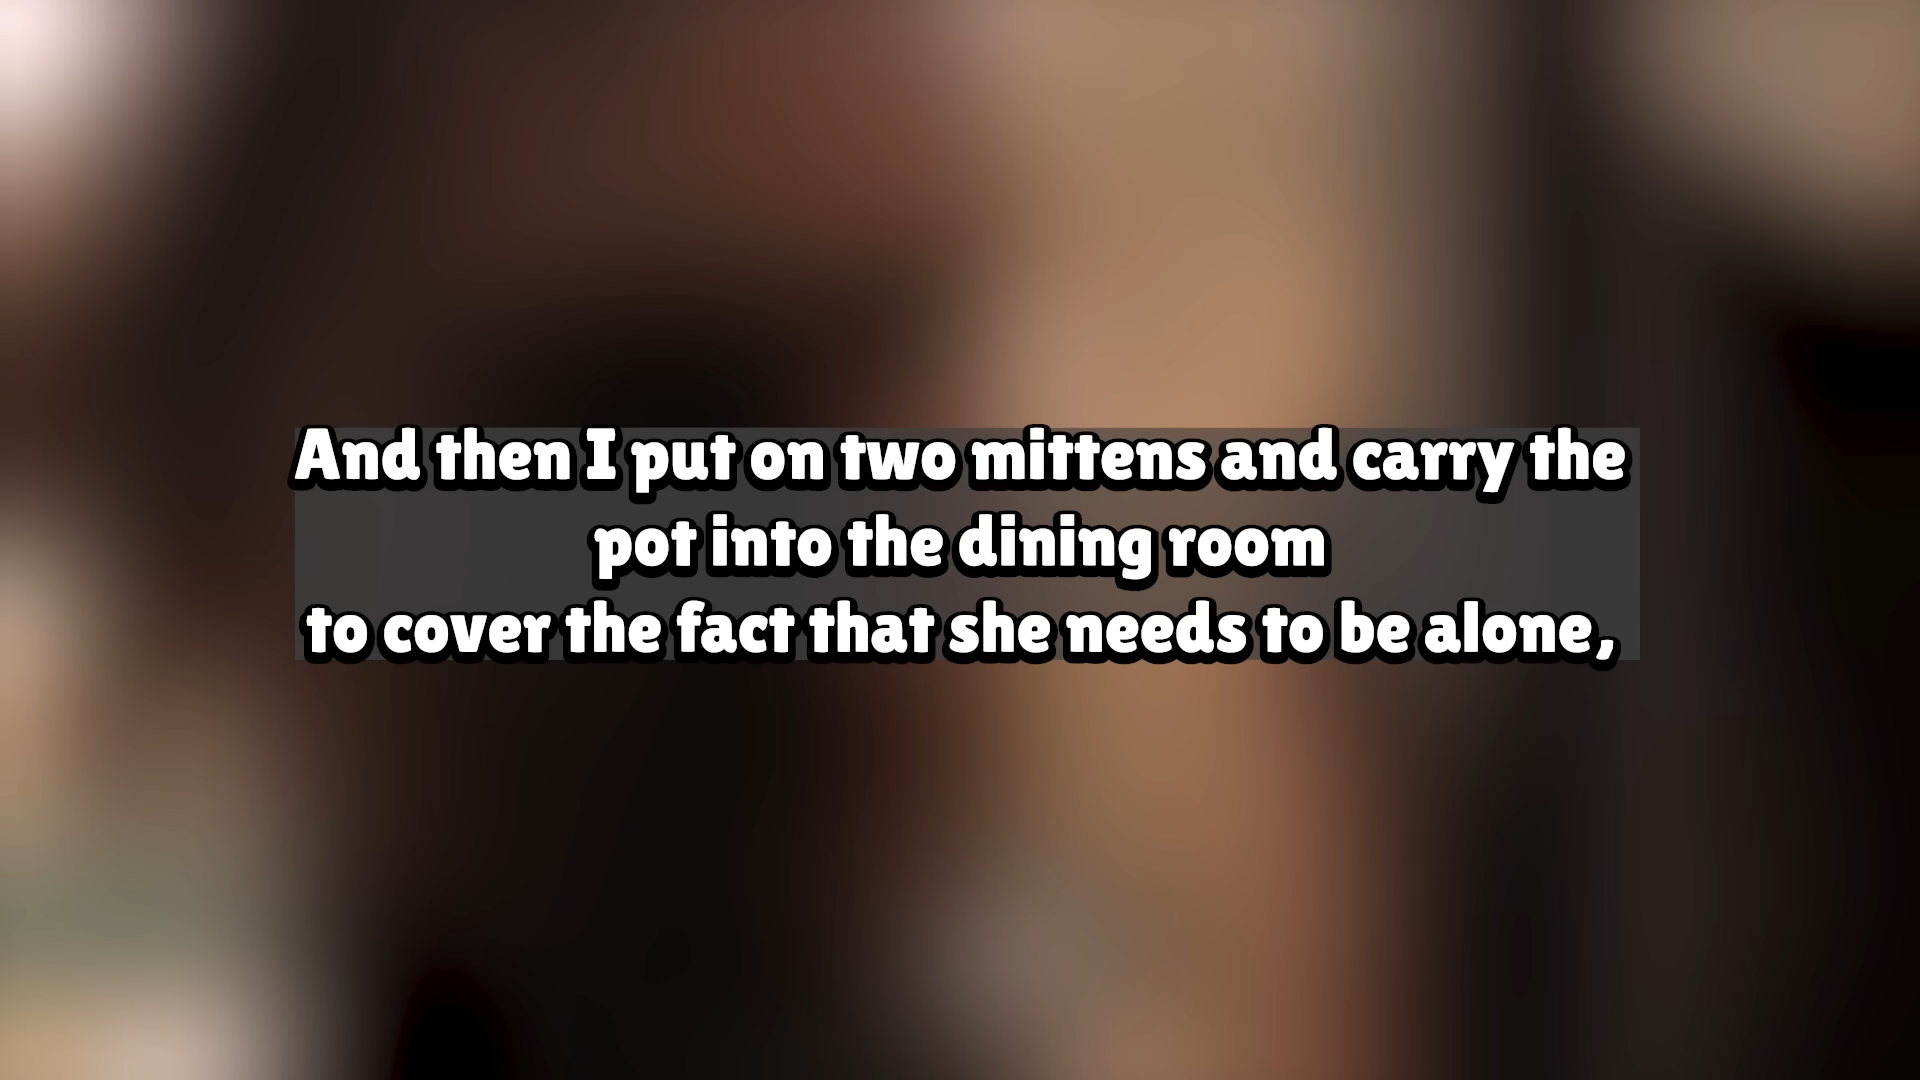 And then I put on two mittens and carry the
pot into the dining room
to cover the fact that she needs to be alone,